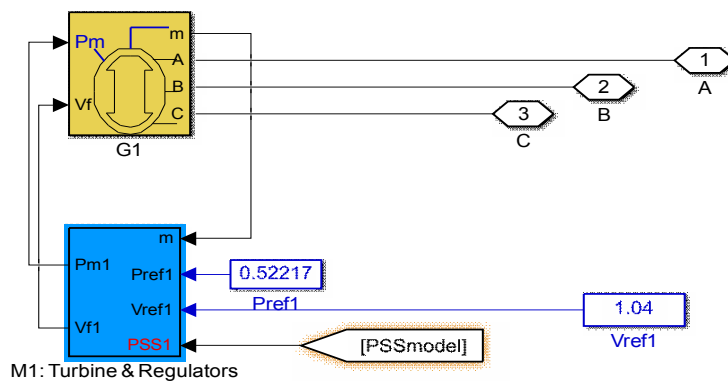 Pm
m
A
Vf
B
C
G1
1
A
2
B
3
C
m
Pm1
Pref1
0.52217
Pref1
Vref1
1.04
Vref1
Vf1
PSS1
[PSSmodel]
M1: Turbine & Regulators